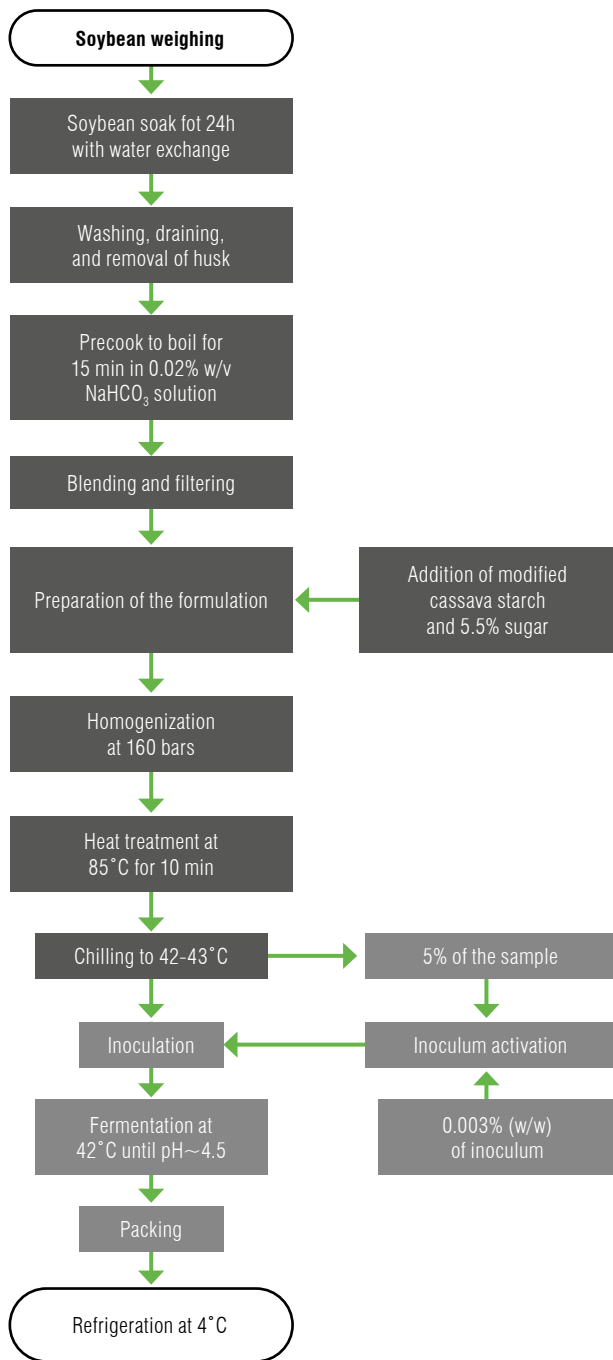 Soybean weighing
Soybean soak fot 24h
with water exchange
Washing, draining,
and removal of husk
Precook to boil for
15 min in 0.02% w/v
NaHCO₃ solution
Blending and filtering
Preparation of the formulation
Addition of modified
cassava starch
and 5.5% sugar
Homogenization
at 160 bars
Heat treatment at
85˚C for 10 min
Chilling to 42-43˚C
5% of the sample
Inoculation
Inoculum activation
Fermentation at
42˚C until pH~4.5
0.003% (w/w)
of inoculum
Packing
Refrigeration at 4˚C